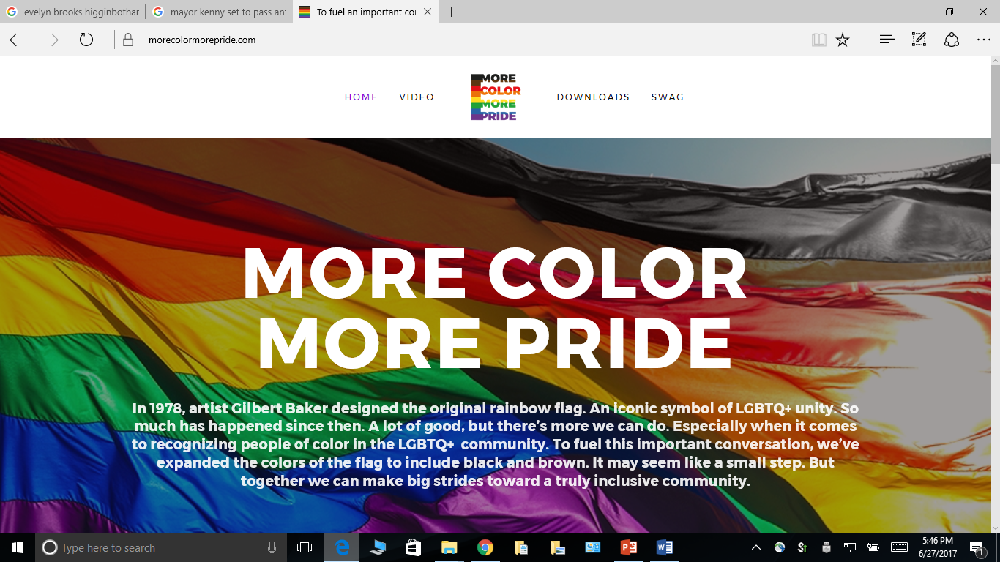 evelyn brooks higginbothar
mayor kenny set to pass ant
To fuel an important cor
morecolormorepride.com
HOME
VIDEO
MORE
COLOR
MORE
PRIDE
DOWNLOADS
SWAG
MORE COLOR
MORE PRIDE
In 1978, artist Gilbert Baker designed the original rainbow flag. An iconic symbol of LGBTQ+ unity. So
much has happened since then. A lot of good, but there's more we can do. Especially when it comes
to recognizing people of color in the LGBTQ+ community. To fuel this important conversation, we've
expanded the colors of the flag to include black and brown. It may seem like a small step. But
together we can make big strides toward a truly inclusive community.
Type here to search
5:46 PM
6/27/2017
1